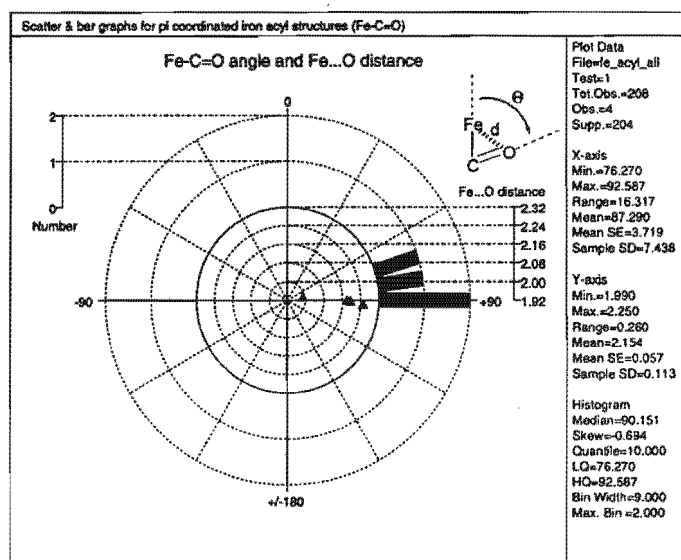 Scatter & bar graphs for pi coordinated iron acyl structures (Fe-C=O)
Fe-C=O angle and Fe...O distance
0
2
1
0
Number
Θ
Fe
d
C
O
Fe...O distance
2.32
2.24
2.16
2.08
2.00
1.92
-90
+90
+/-180
Plot Data
File=fe_acyl_all
Test=1
Tot.Obs.=208
Obs.=4
Supp.=204
X-axis
Min.=76.270
Max.=92.587
Range=16.317
Mean=87.290
Mean SE=3.719
Sample SD=7.438
Y-axis
Min.=1.990
Max.=2.250
Range=0.260
Mean=2.154
Mean SE=0.057
Sample SD=0.113
Histogram
Median=90.151
Skew=-0.694
Quantile=10.000
LQ=76.270
HQ=92.587
Bin Width=9.000
Max. Bin =2.000